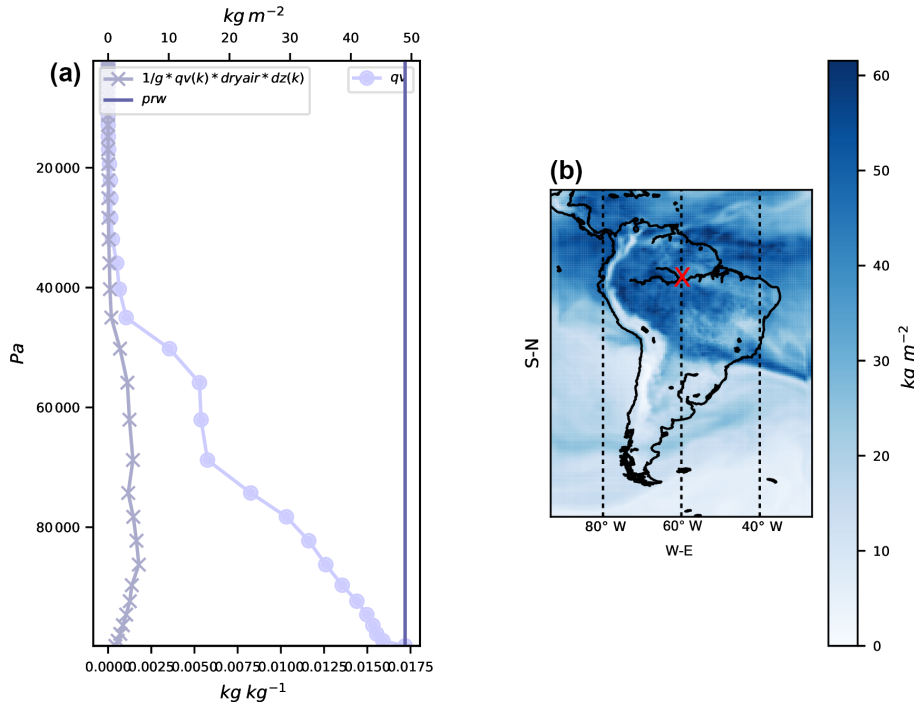 kg m⁻²
0 10 20 30 40 50
(a)
1/g * qv(k) * dryair * dz(k)
prw
qv
20 000
40 000
60 000
80 000
Pa
0.0000 0.0025 0.0050 0.0075 0.0100 0.0125 0.0150 0.0175
kg kg⁻¹
(b)
S-N
80° W 60° W 40° W
W-E
60
50
40
30
20
10
0
kg m⁻²